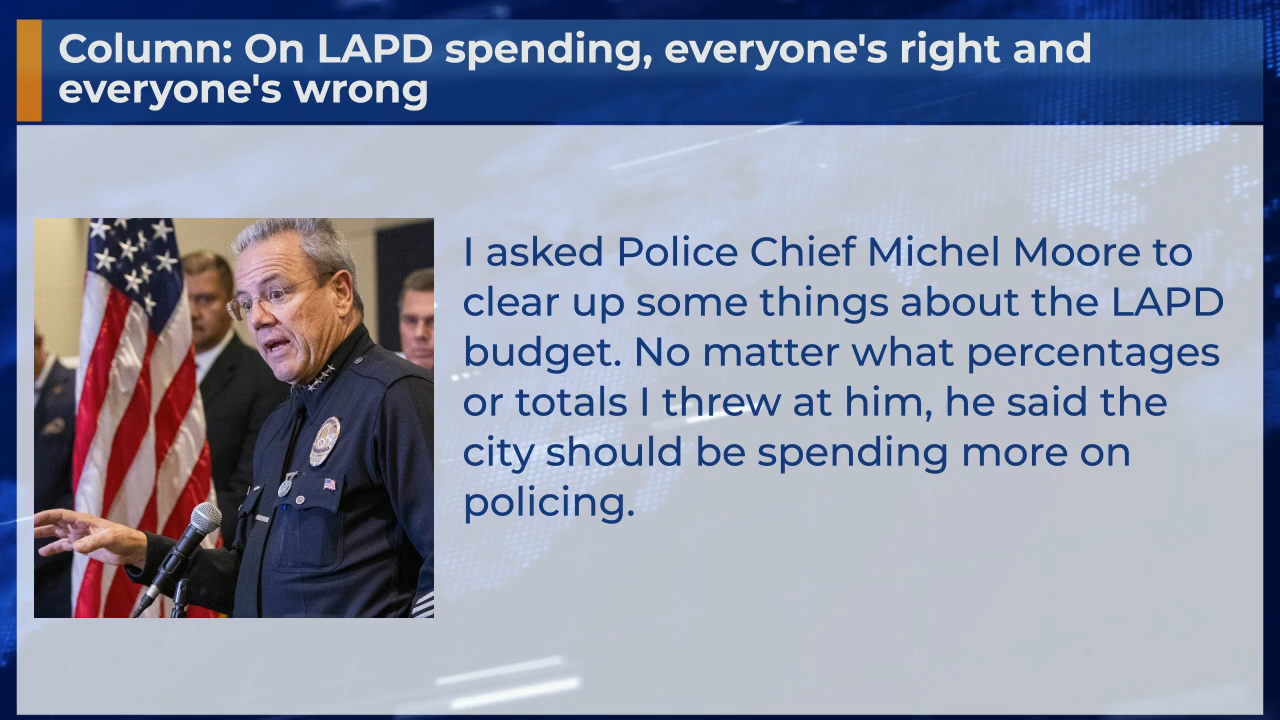 Column: On LAPD spending, everyone's right and
everyone's wrong
I asked Police Chief Michel Moore to
clear up some things about the LAPD
budget. No matter what percentages
or totals I threw at him, he said the
city should be spending more on
policing.